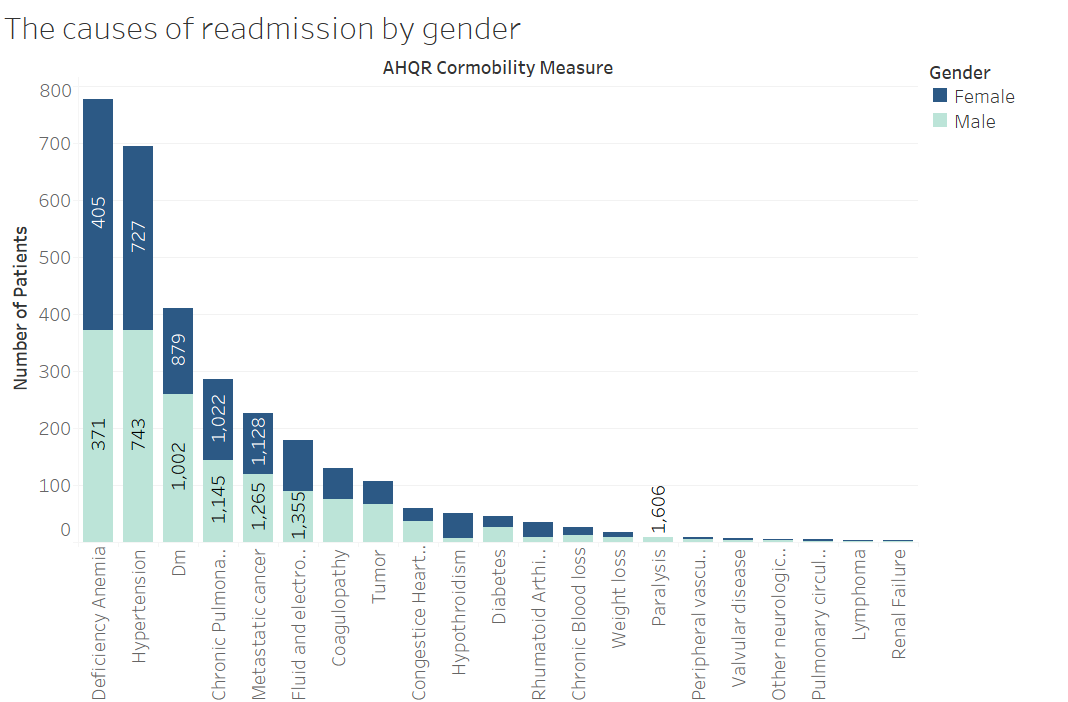 The causes of readmission by gender
AHQR Cormobility Measure
Gender
Female
Male
Number of Patients
800
700
600
500
400
300
200
100
0
405
371
727
743
879
1,002
1,022
1,145
1,128
1,265
1,355
1,606
Deficiency Anemia
Hypertension
Dm
Chronic Pulmona..
Metastatic cancer
Fluid and electro..
Coagulopathy
Tumor
Congestice Heart..
Hypothroidism
Diabetes
Rhumatoid Arthi..
Chronic Blood loss
Weight loss
Paralysis
Peripheral vascu..
Valvular disease
Other neurologic..
Pulmonary circul..
Lymphoma
Renal Failure